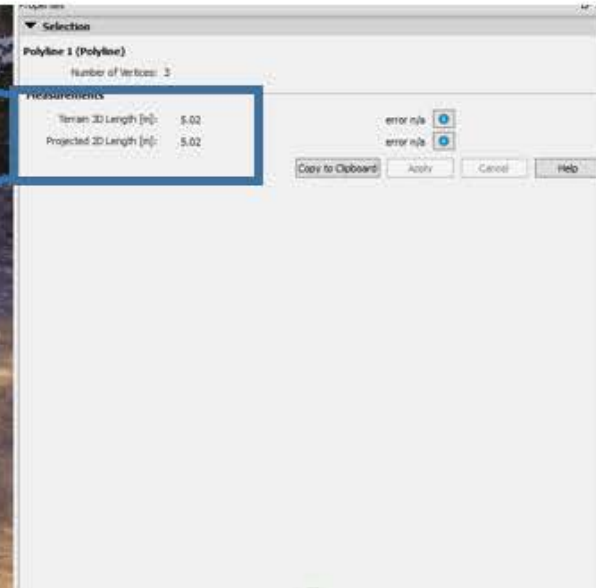 Properties
Selection
Polyline 1 (Polyline)
Number of Vertices: 3
Measurements
Terrain 3D Length [m]: 5.02 error n/a
Projected 2D Length [m]: 5.02 error n/a
Copy to Clipboard Apply Cancel Help